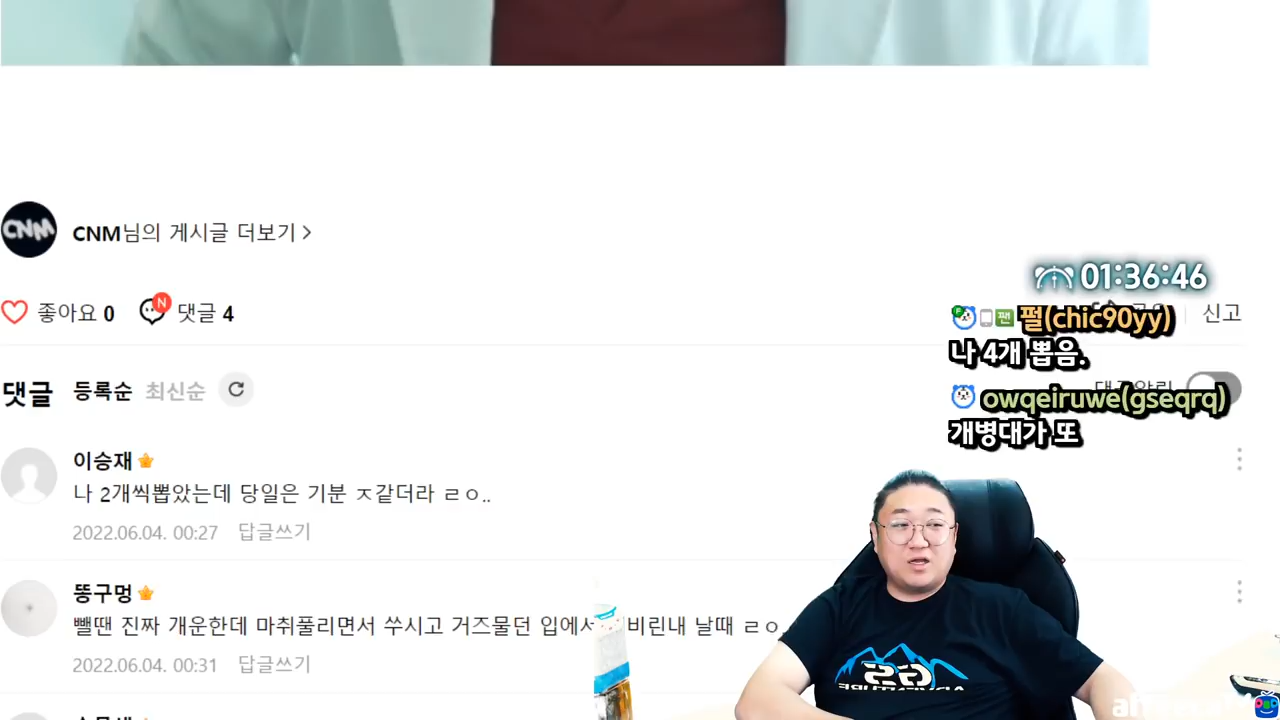 CNM
CNM님의 게시글 더보기 >
좋아요 0
N
댓글 4
01:36:46
신고
F 팬 펄(chic90yy)
나 4개 뽑음.
댓글 등록순 최신순
owqeiruwe(gseqrq)
개병대가 또
이승재
나 2개씩뽑았는데 당일은 기분 ㅈ같더라 ㄹㅇ..
2022.06.04. 00:27 답글쓰기
똥구멍
뺄땐 진짜 개운한데 마취풀리면서 쑤시고 거즈물던 입에서 비린내 날때 ㄹㅇ
2022.06.04. 00:31 답글쓰기